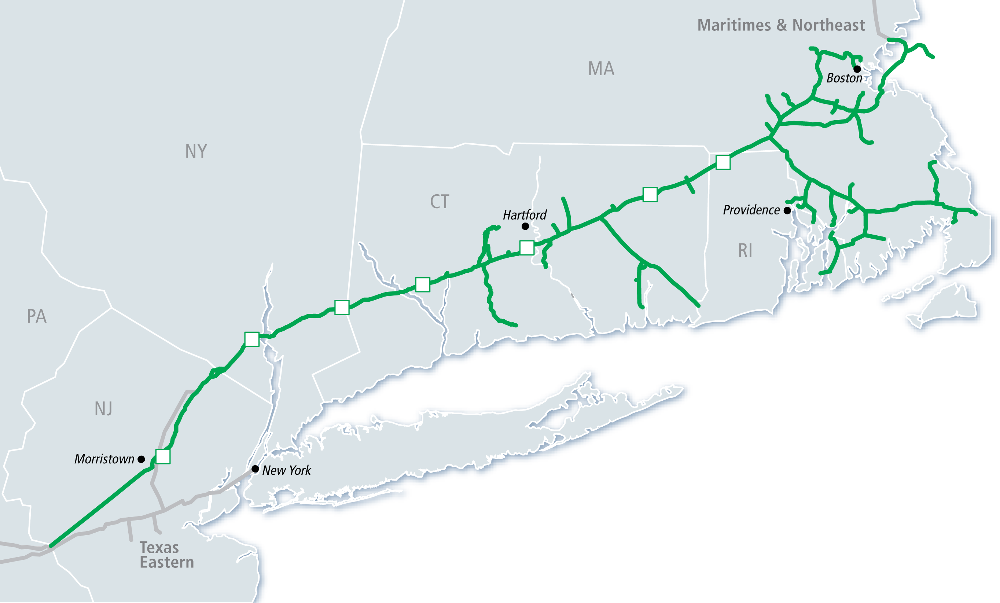 Maritimes & Northeast
MA
Boston
NY
CT
Hartford
Providence
RI
PA
NJ
Morristown
New York
Texas
Eastern